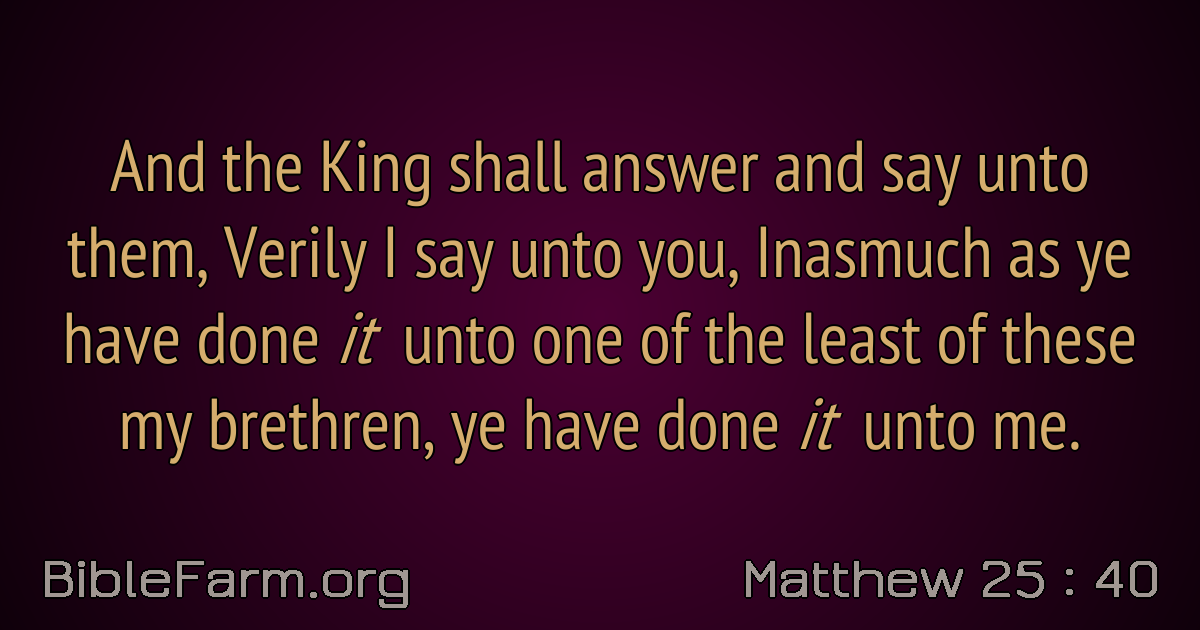 And the King shall answer and say unto
them, Verily I say unto you, Inasmuch as ye
have done it unto one of the least of these
my brethren, ye have done it unto me.
BibleFarm.org
Matthew 25 : 40